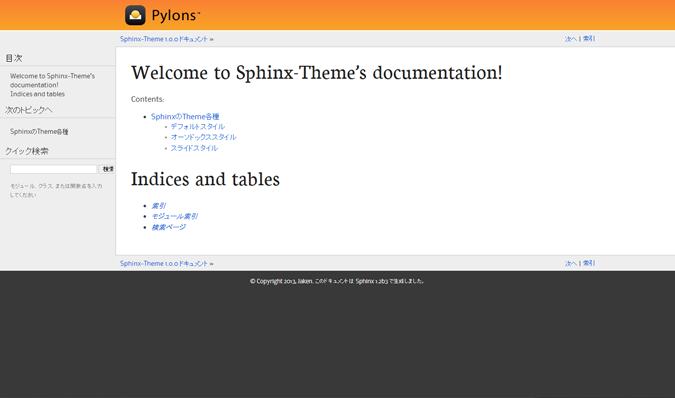 Pylons™
Sphinx-Theme 1.0.0 ドキュメント »
次へ | 索引
目次
Welcome to Sphinx-Theme's
documentation!
Indices and tables
次のトピックへ
SphinxのTheme各種
クイック検索
検索
モジュール、クラス、または関数名を入力
してください
Welcome to Sphinx-Theme's documentation!
Contents:
SphinxのTheme各種
デフォルトスタイル
オーソドックススタイル
スライドスタイル
Indices and tables
索引
モジュール索引
検索ページ
Sphinx-Theme 1.0.0 ドキュメント »
次へ | 索引
© Copyright 2013, Jaken. このドキュメントは Sphinx 1.2b3 で生成しました。